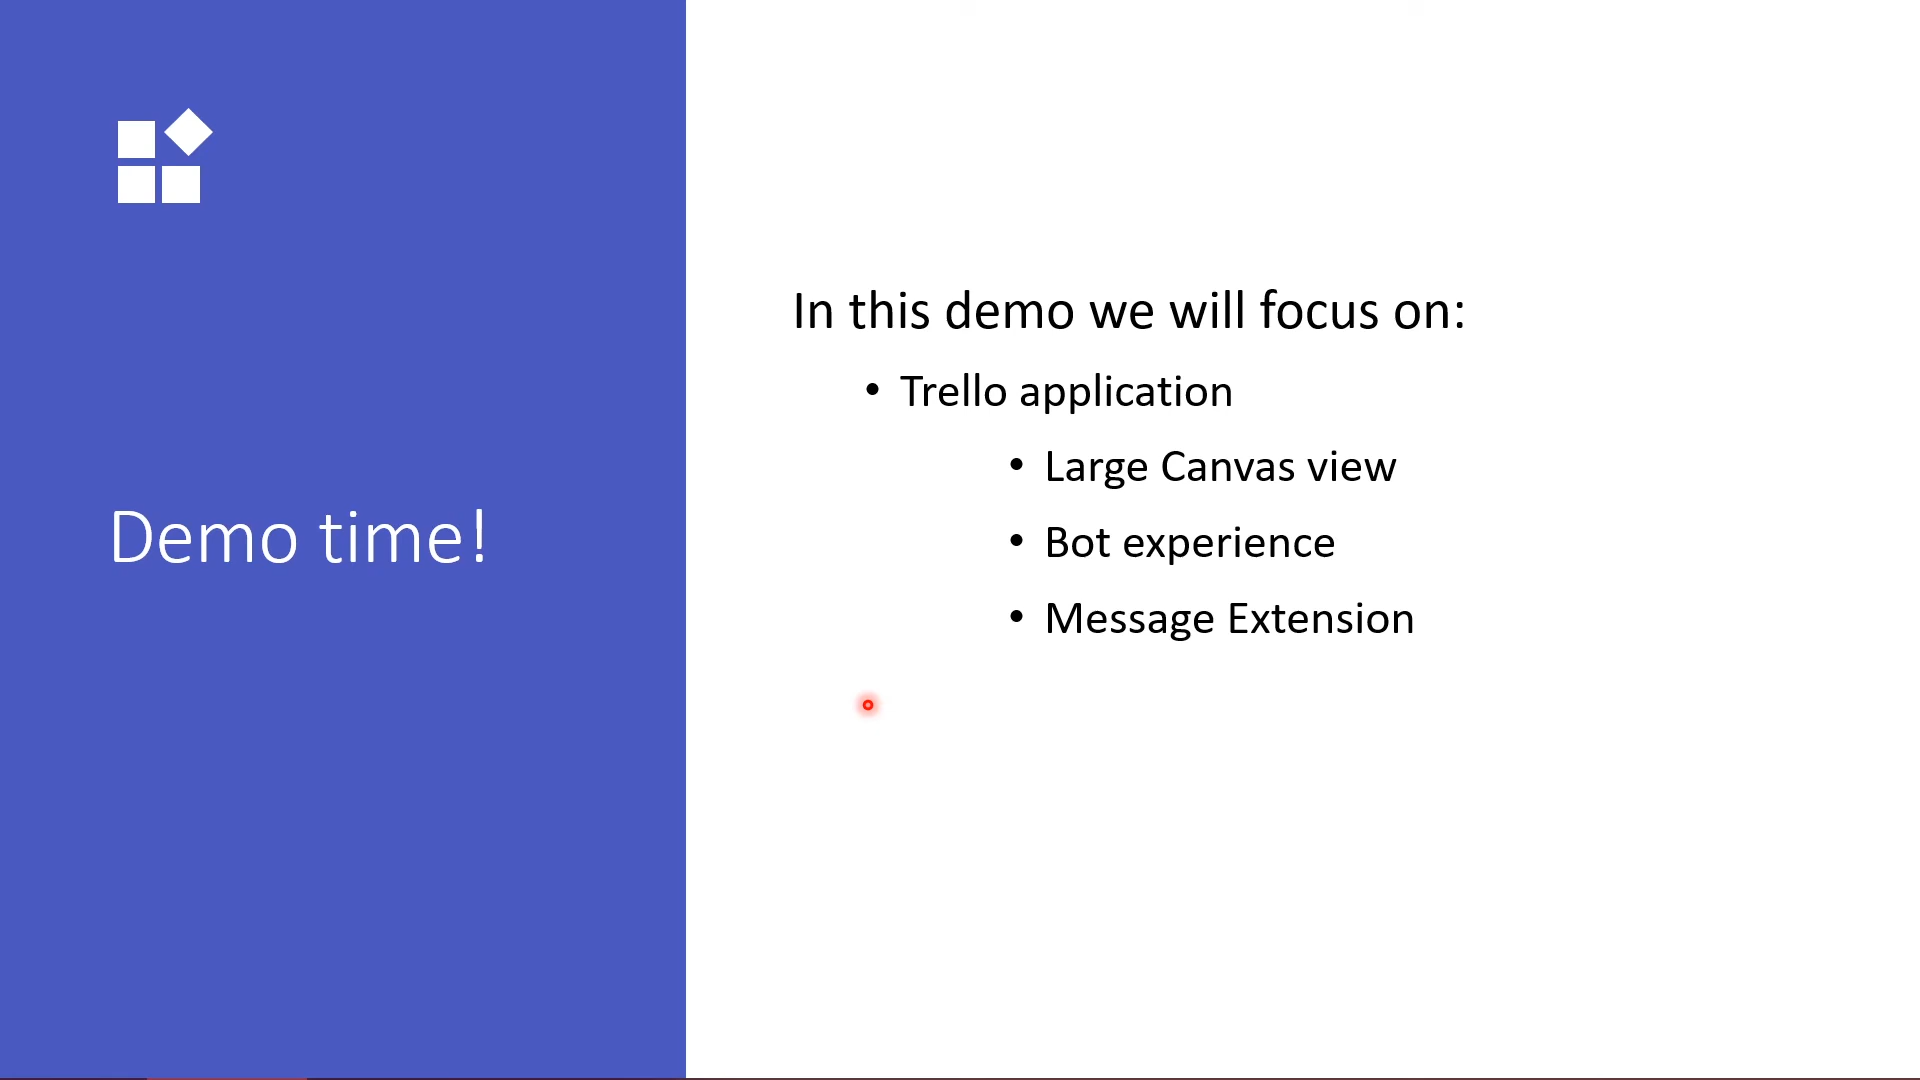 Demo time!
In this demo we will focus on:
• Trello application
• Large Canvas view
• Bot experience
• Message Extension